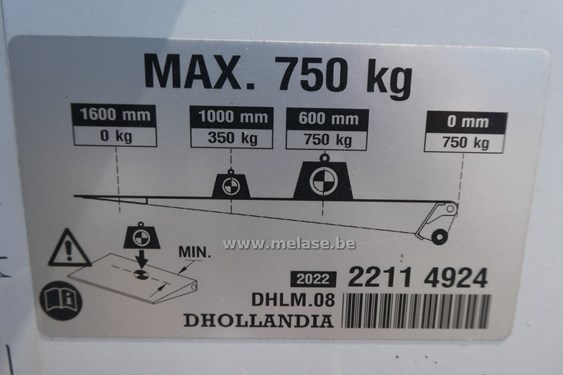 MAX. 750 kg
1600 mm 1000 mm 600 mm 0 mm
0 kg 350 kg 750 kg 750 kg
www.melase.be
MIN.
2022 2211 4924
DHLM.08
DHOLLANDIA